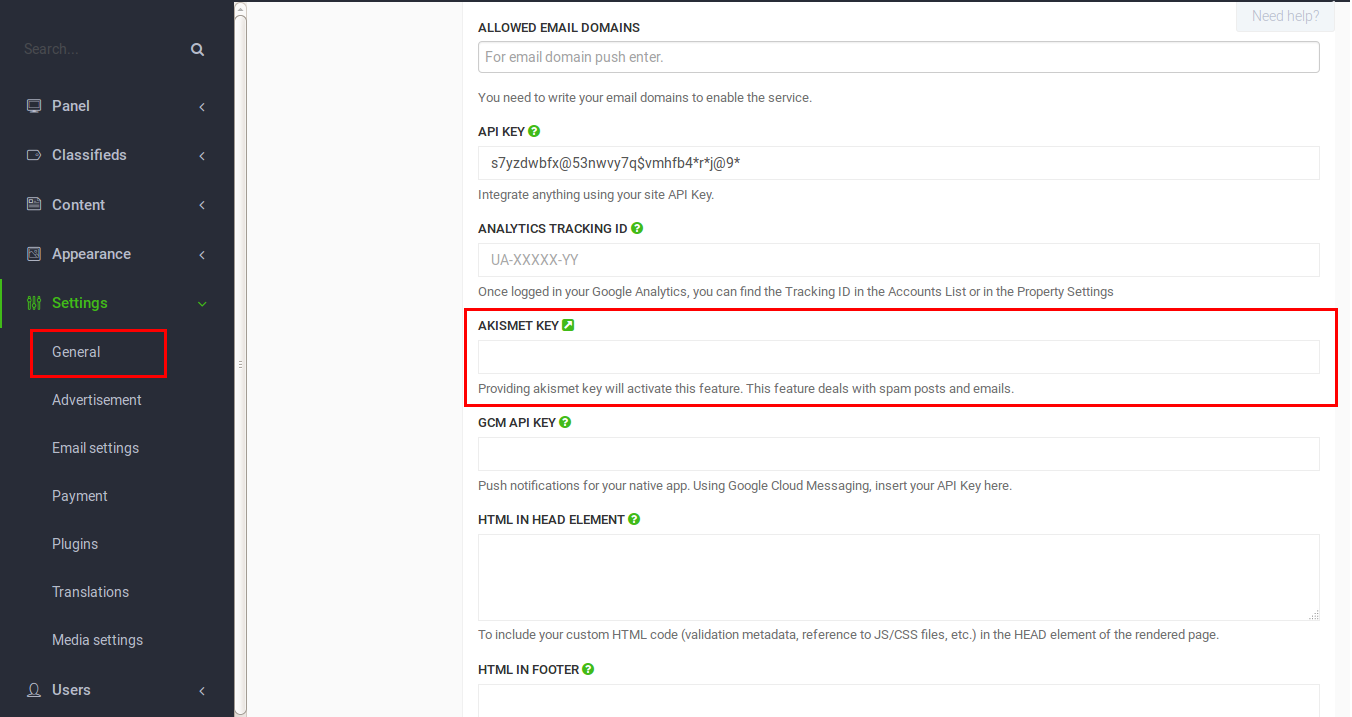 Search...
Panel
Classifieds
Content
Appearance
Settings
General
Advertisement
Email settings
Payment
Plugins
Translations
Media settings
Users
Need help?
ALLOWED EMAIL DOMAINS
For email domain push enter.
You need to write your email domains to enable the service.
API KEY
s7yzdwbfx@53nwvy7q$vmhfb4*r*j@9*
Integrate anything using your site API Key.
ANALYTICS TRACKING ID
UA-XXXXX-YY
Once logged in your Google Analytics, you can find the Tracking ID in the Accounts List or in the Property Settings
AKISMET KEY
Providing akismet key will activate this feature. This feature deals with spam posts and emails.
GCM API KEY
Push notifications for your native app. Using Google Cloud Messaging, insert your API Key here.
HTML IN HEAD ELEMENT
To include your custom HTML code (validation metadata, reference to JS/CSS files, etc.) in the HEAD element of the rendered page.
HTML IN FOOTER